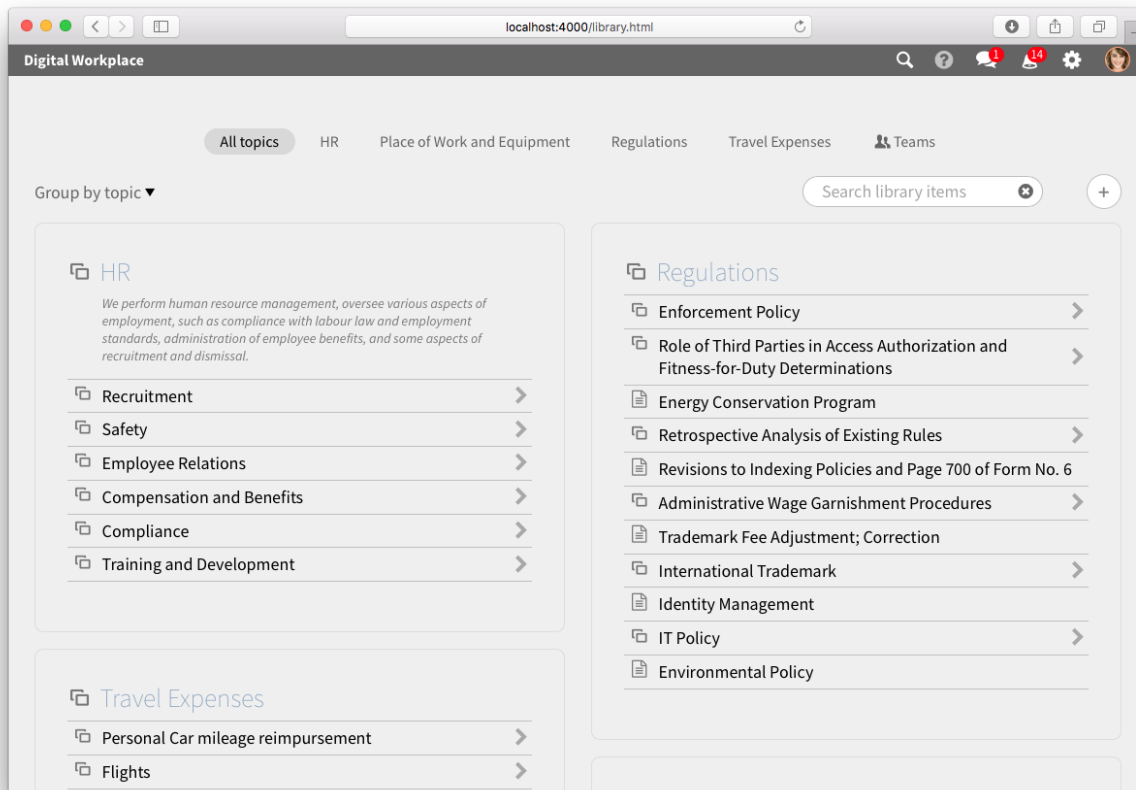 localhost:4000/library.html
Digital Workplace
1
14
All topics
HR
Place of Work and Equipment
Regulations
Travel Expenses
Teams
Group by topic
Search library items
HR
We perform human resource management, oversee various aspects of
employment, such as compliance with labour law and employment
standards, administration of employee benefits, and some aspects of
recruitment and dismissal.
Recruitment
Safety
Employee Relations
Compensation and Benefits
Compliance
Training and Development
Travel Expenses
Personal Car mileage reimpursement
Flights
Regulations
Enforcement Policy
Role of Third Parties in Access Authorization and
Fitness-for-Duty Determinations
Energy Conservation Program
Retrospective Analysis of Existing Rules
Revisions to Indexing Policies and Page 700 of Form No. 6
Administrative Wage Garnishment Procedures
Trademark Fee Adjustment; Correction
International Trademark
Identity Management
IT Policy
Environmental Policy